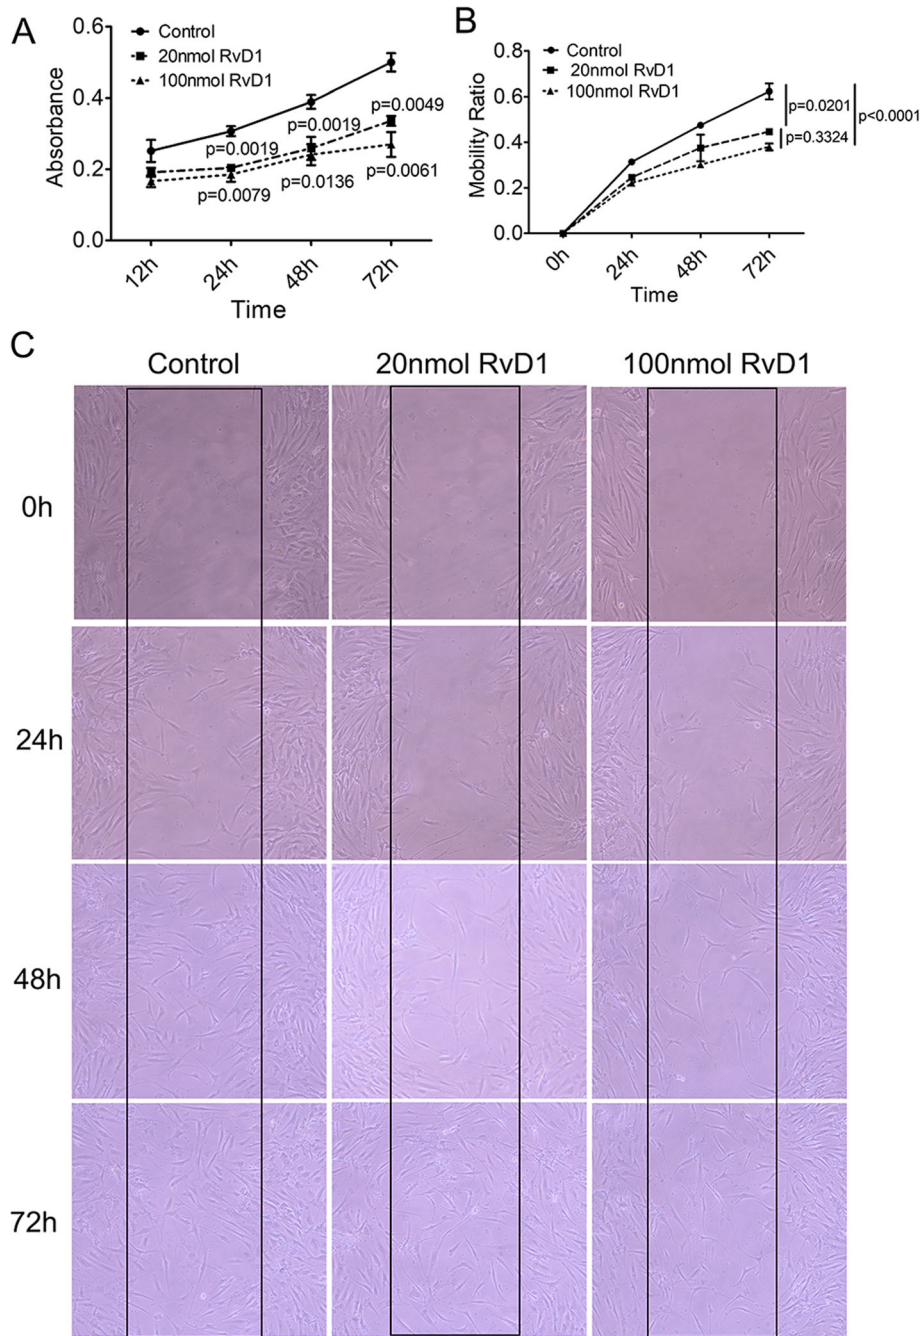 A
Absorbance
0.6
0.4
0.2
0.0
Control
20nmol RvD1
100nmol RvD1
p=0.0019
p=0.0019
p=0.0049
p=0.0079
p=0.0136
p=0.0061
12h
24h
48h
72h
Time
B
Mobility Ratio
0.8
0.6
0.4
0.2
0.0
Control
20nmol RvD1
100nmol RvD1
p=0.0201
p<0.0001
p=0.3324
0h
24h
48h
72h
Time
C
Control
20nmol RvD1
100nmol RvD1
0h
24h
48h
72h